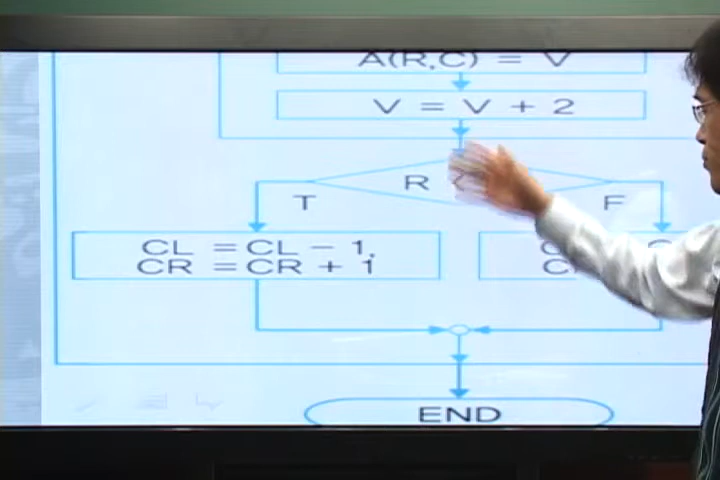 A(R,C) = V
V = V + 2
R <
T
F
CL = CL - 1,
CR = CR + 1
END